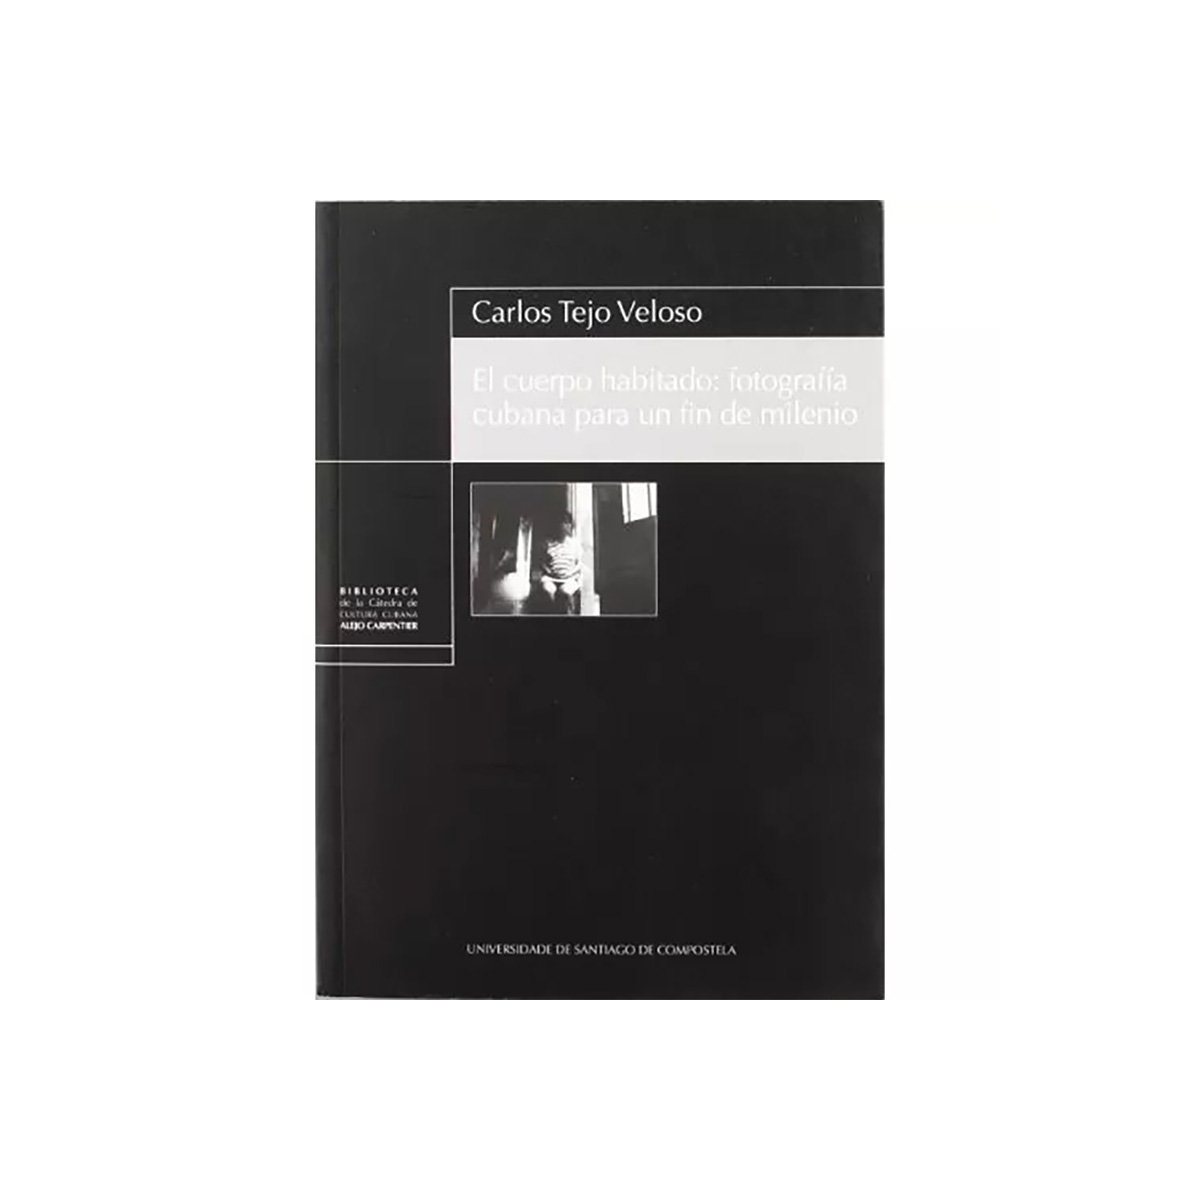 Carlos Tejo Veloso
El cuerpo habitado: fotografía
cubana para un fin de milenio
BIBLIOTECA
de la Cátedra de
CULTURA CUBANA
ALEJO CARPENTIER
UNIVERSIDADE DE SANTIAGO DE COMPOSTELA